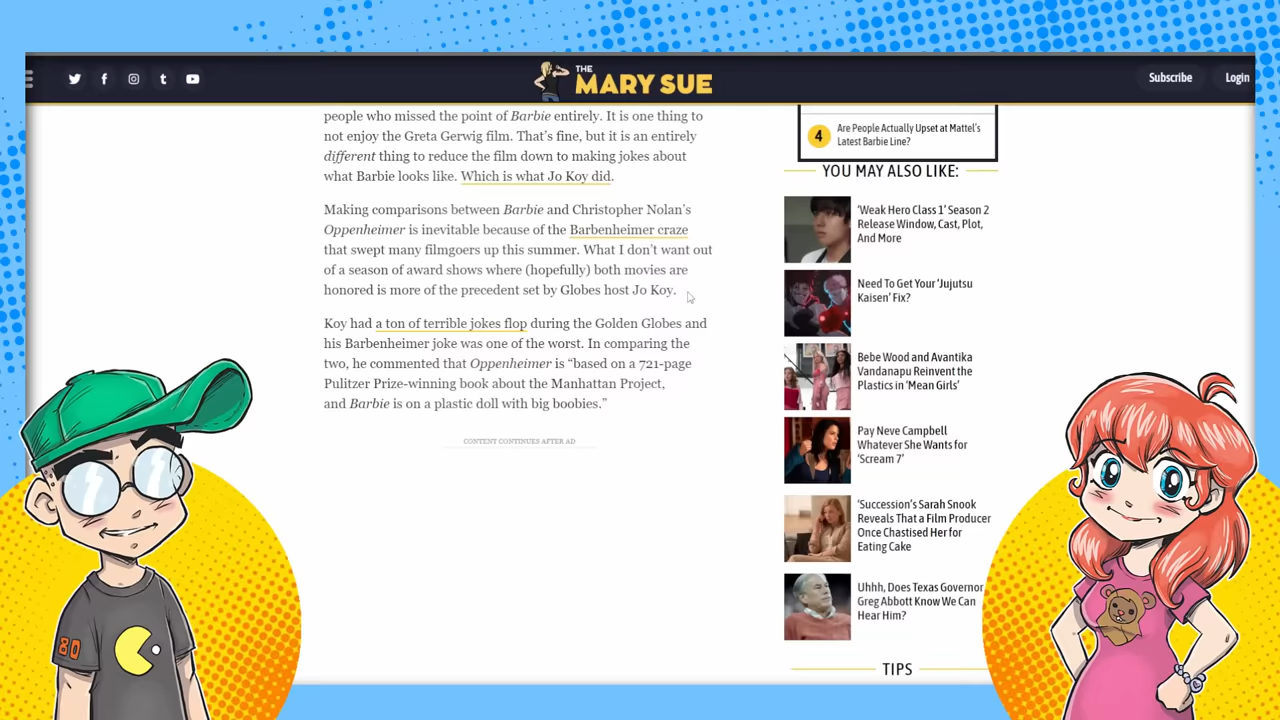 THE
MARY SUE
Subscribe
Login
people who missed the point of Barbie entirely. It is one thing to
not enjoy the Greta Gerwig film. That's fine, but it is an entirely
different thing to reduce the film down to making jokes about
what Barbie looks like. Which is what Jo Koy did.
Making comparisons between Barbie and Christopher Nolan's
Oppenheimer is inevitable because of the Barbenheimer craze
that swept many filmgoers up this summer. What I don't want out
of a season of award shows where (hopefully) both movies are
honored is more of the precedent set by Globes host Jo Koy.
Koy had a ton of terrible jokes flop during the Golden Globes and
his Barbenheimer joke was one of the worst. In comparing the
two, he commented that Oppenheimer is “based on a 721-page
Pulitzer Prize-winning book about the Manhattan Project,
and Barbie is on a plastic doll with big boobies.”
CONTENT CONTINUES AFTER AD
4
Are People Actually Upset at Mattel's
Latest Barbie Line?
YOU MAY ALSO LIKE:
‘Weak Hero Class 1’ Season 2
Release Window, Cast, Plot,
And More
Need To Get Your ‘Jujutsu
Kaisen’ Fix?
Bebe Wood and Avantika
Vandanapu Reinvent the
Plastics in ‘Mean Girls’
Pay Neve Campbell
Whatever She Wants for
‘Scream 7’
‘Succession’s Sarah Snook
Reveals That a Film Producer
Once Chastised Her for
Eating Cake
Uhhh, Does Texas Governor
Greg Abbott Know We Can
Hear Him?
TIPS
80